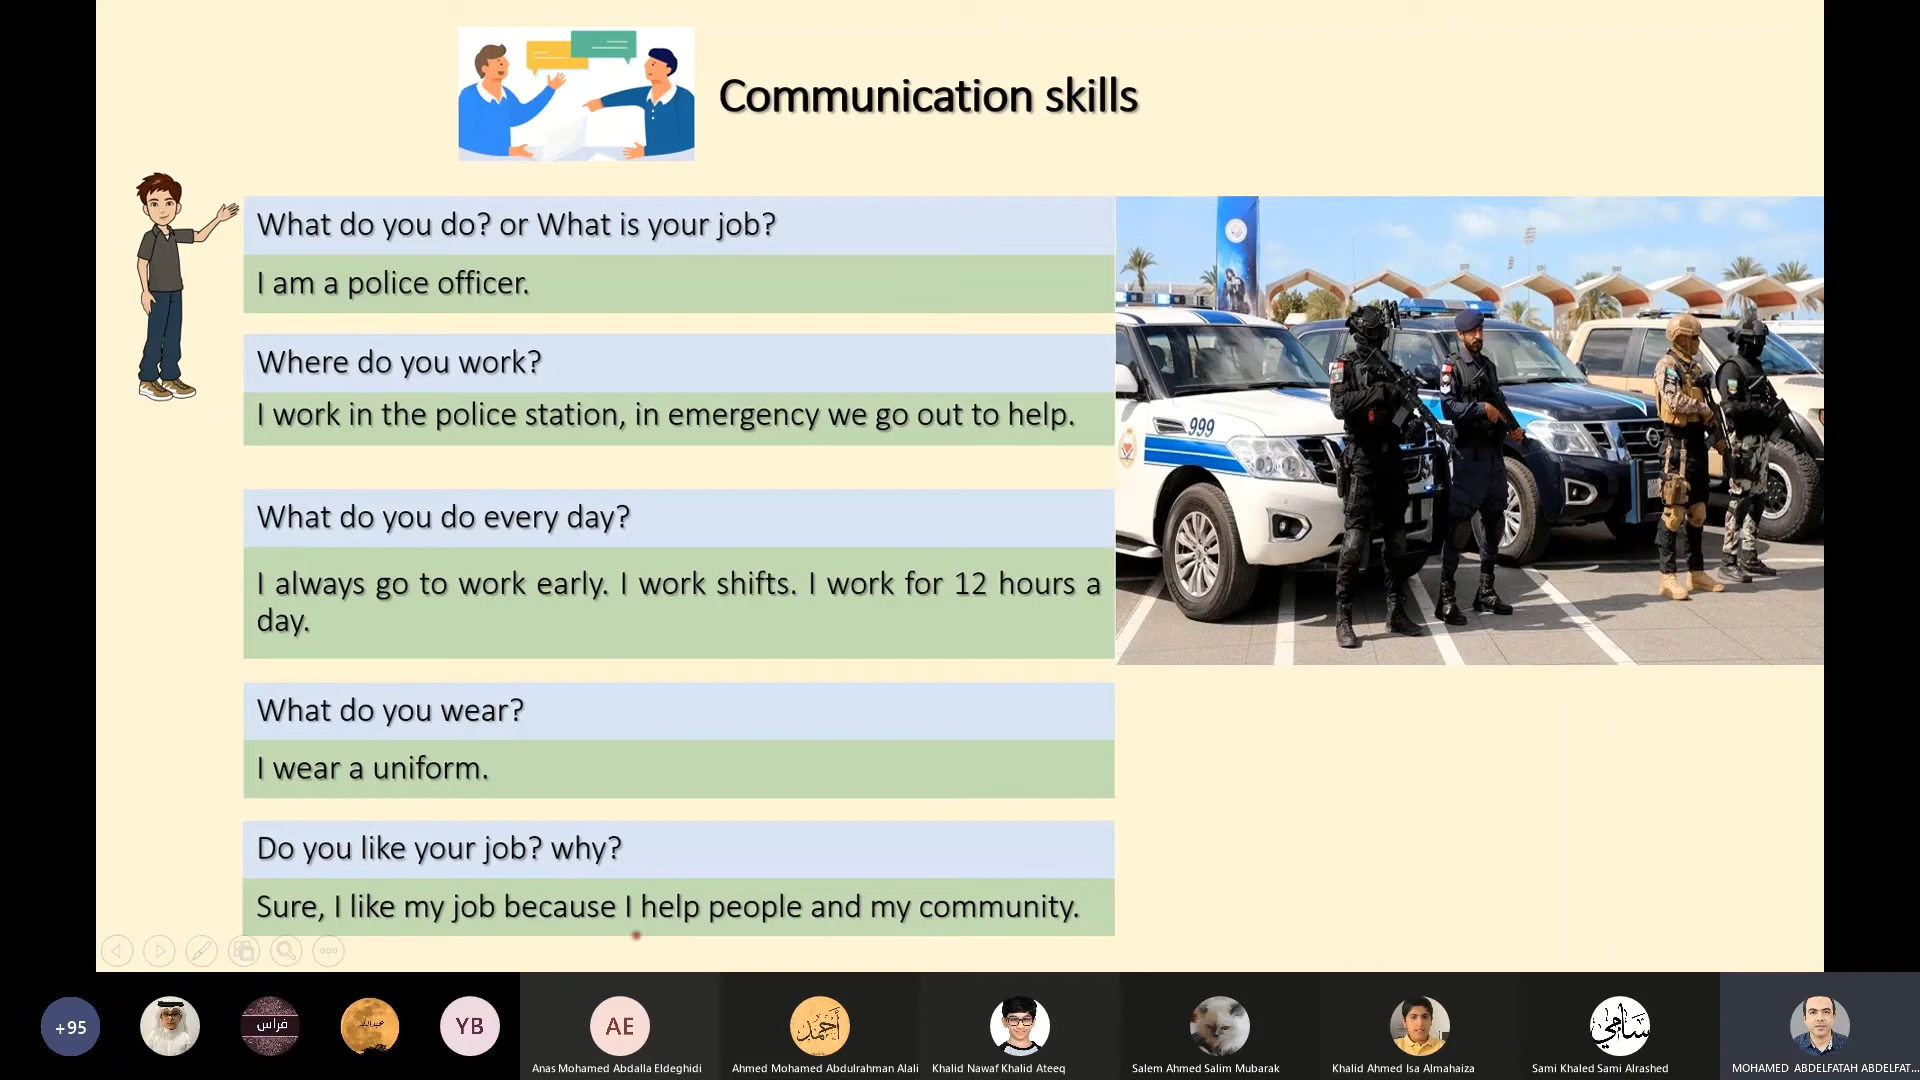 Communication skills
What do you do? or What is your job?
I am a police officer.
Where do you work?
I work in the police station, in emergency we go out to help.
What do you do every day?
I always go to work early. I work shifts. I work for 12 hours a
day.
What do you wear?
I wear a uniform.
Do you like your job? why?
Sure, I like my job because I help people and my community.
999
+95
فراس
YB
AE
أحمد
سامي
Anas Mohamed Abdalla Eldeghidi
Ahmed Mohamed Abdulrahman Alali
Khalid Nawaf Khalid Ateeq
Salem Ahmed Salim Mubarak
Khalid Ahmed Isa Almahaiza
Sami Khaled Sami Alrashed
MOHAMED ABDELFATAH ABDELFAT...